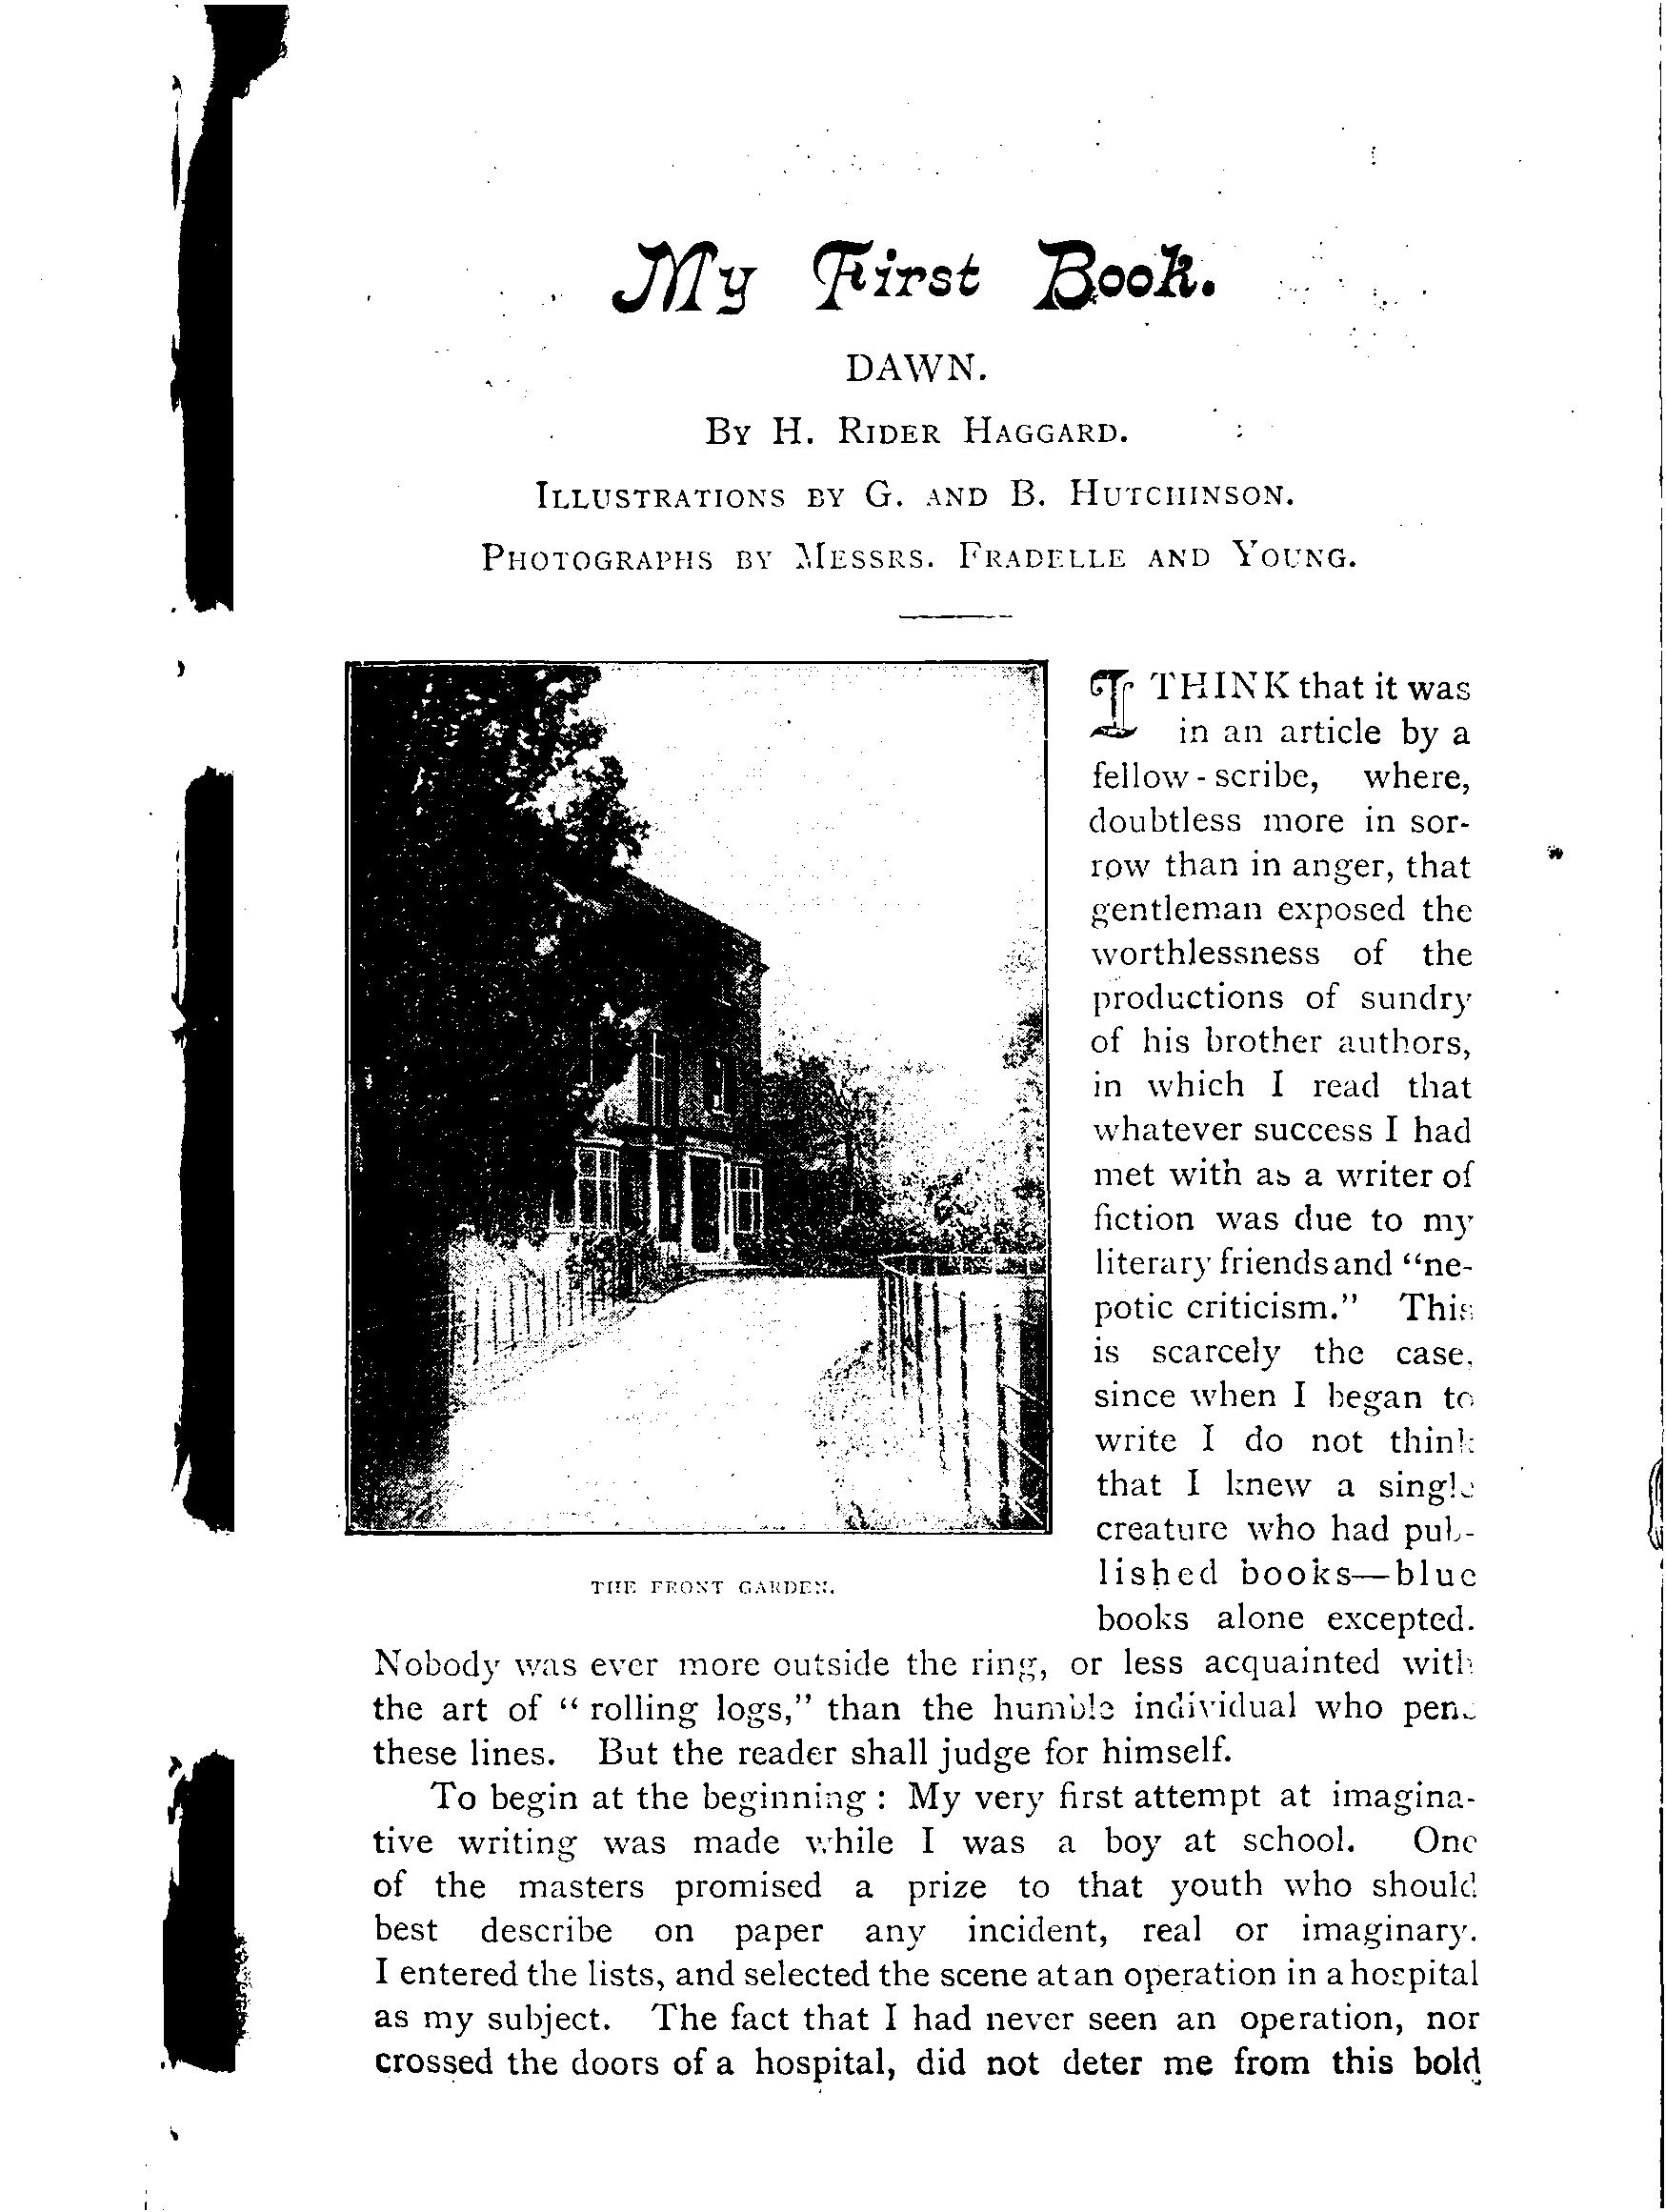 My First Book.
DAWN.
BY H. RIDER HAGGARD.
ILLUSTRATIONS BY G. AND B. HUTCHINSON.
PHOTOGRAPHS BY MESSRS. FRADELLE AND YOUNG.
I THINK that it was
in an article by a
fellow-scribe, where,
doubtless more in sor-
row than in anger, that
gentleman exposed the
worthlessness of the
productions of sundry
of his brother authors,
in which I read that
whatever success I had
met with as a writer of
fiction was due to my
literary friends and "ne-
potic criticism." This
is scarcely the case,
since when I began to
write I do not think
that I knew a single
creature who had pub-
lished books—blue
books alone excepted.
THE FRONT GARDEN.
Nobody was ever more outside the ring, or less acquainted with
the art of "rolling logs," than the humble individual who pens
these lines. But the reader shall judge for himself.
To begin at the beginning: My very first attempt at imagina-
tive writing was made while I was a boy at school. One
of the masters promised a prize to that youth who should
best describe on paper any incident, real or imaginary.
I entered the lists, and selected the scene at an operation in a hospital
as my subject. The fact that I had never seen an operation, nor
crossed the doors of a hospital, did not deter me from this bold